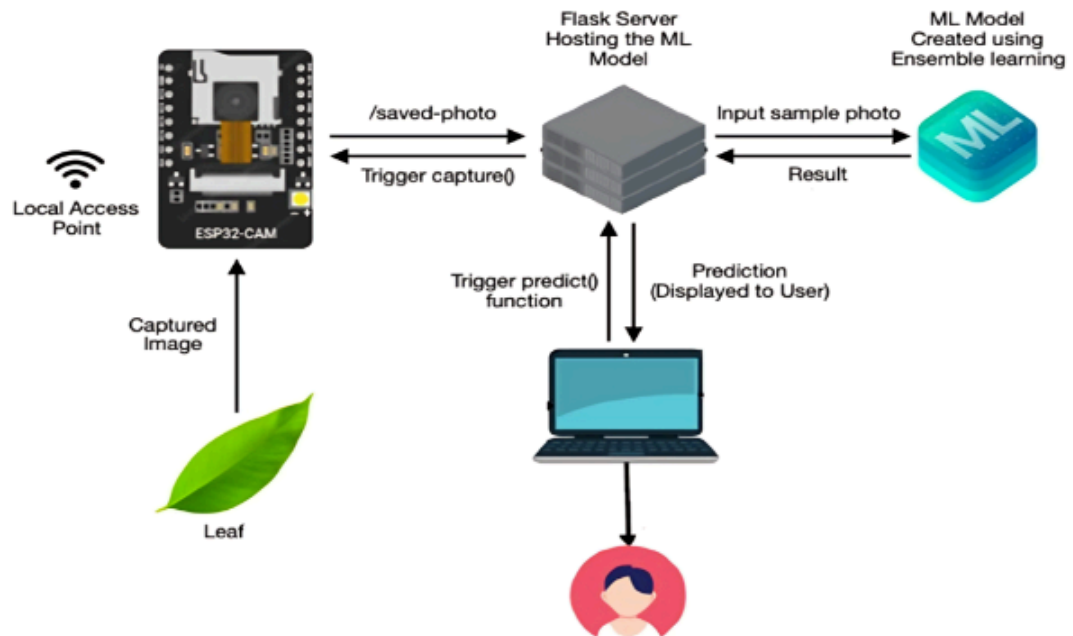 Flask Server
Hosting the ML
Model
ML Model
Created using
Ensemble learning
/saved-photo
Trigger capture()
Input sample photo
Result
ML
Local Access
Point
ESP32-CAM
Trigger predict()
function
Prediction
(Displayed to User)
Captured
Image
Leaf